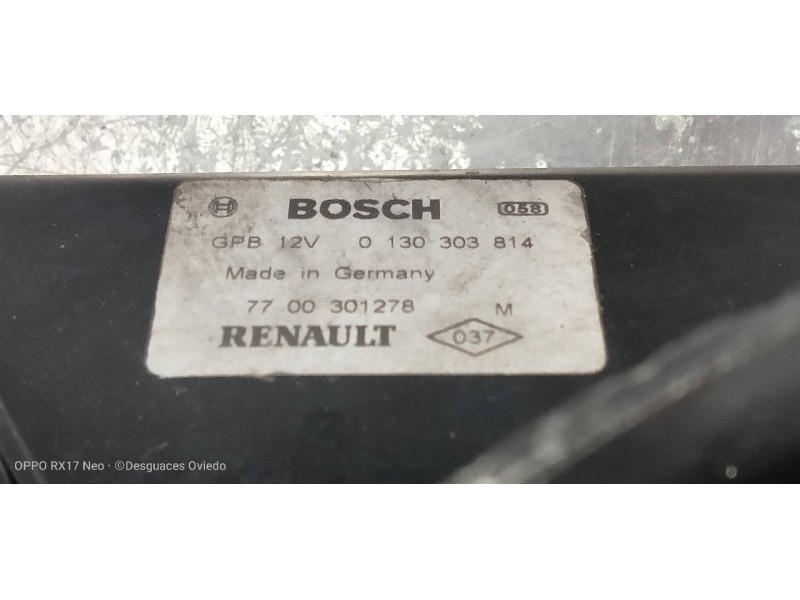 BOSCH 058
GPB 12V 0 130 303 814
Made in Germany
77 00 301278 M
RENAULT 037
OPPO RX17 Neo · ©Desguaces Oviedo